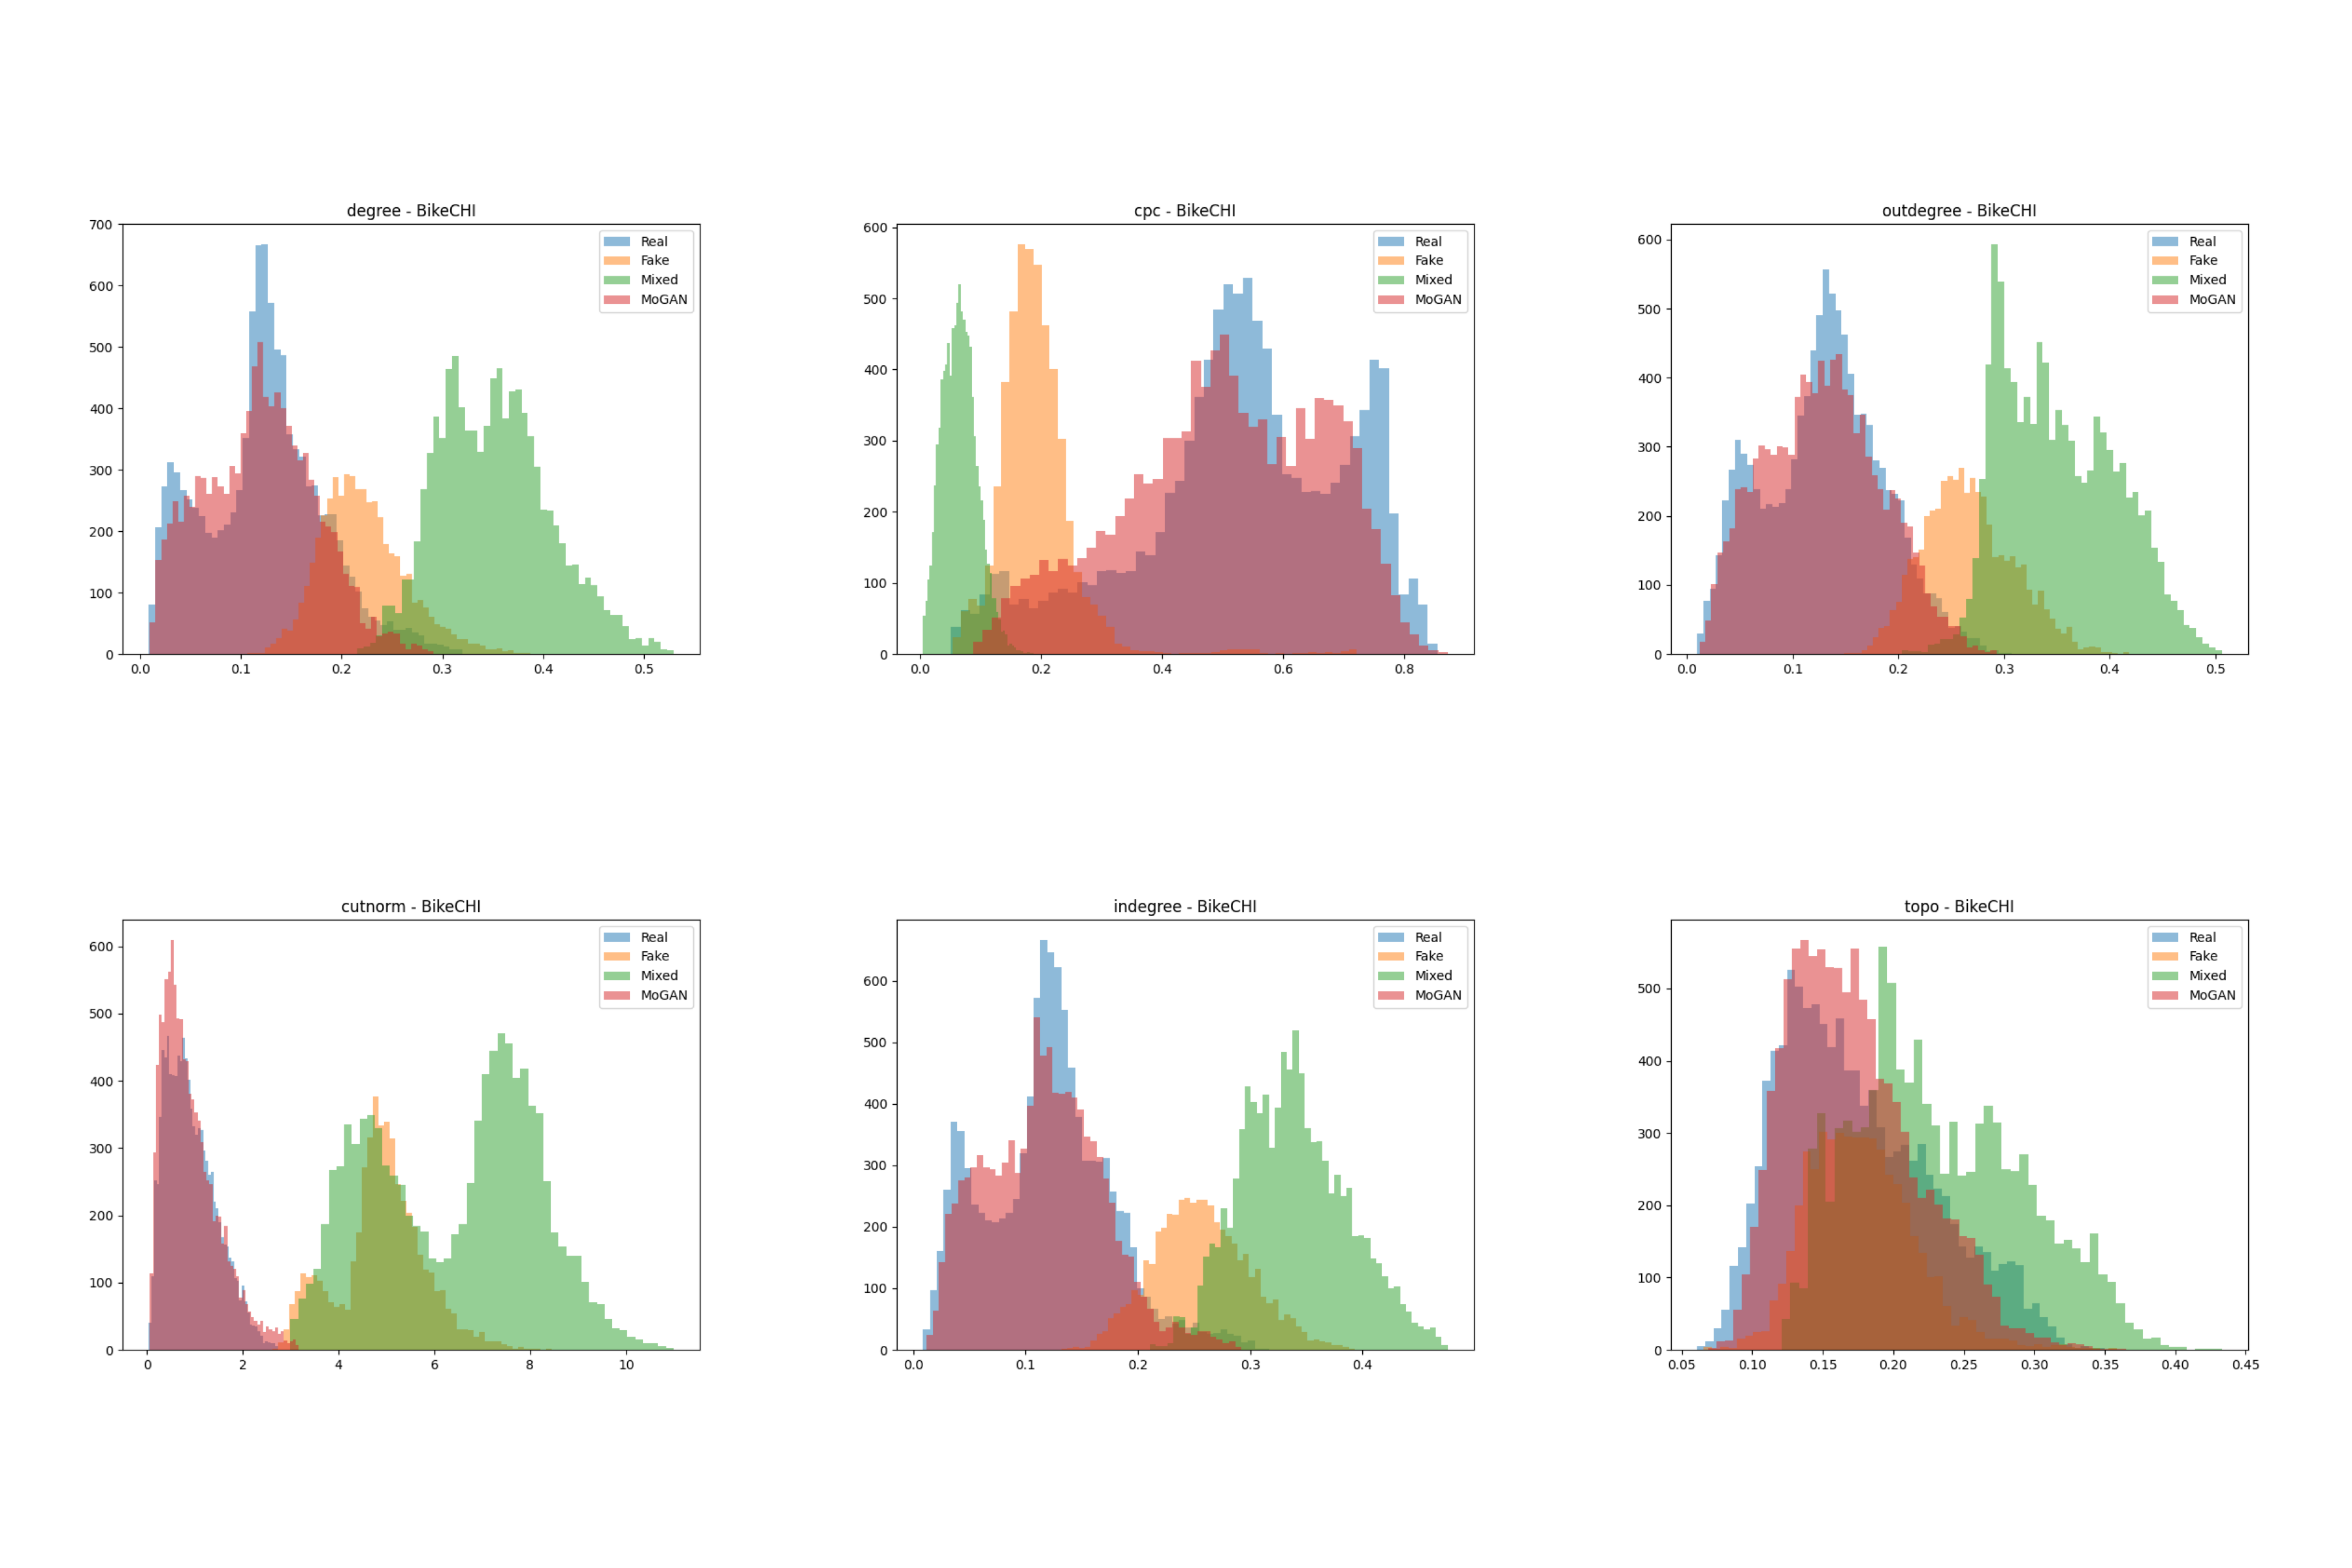 degree - BikeCHI
700
600
500
400
300
200
100
0
0.0 0.1 0.2 0.3 0.4 0.5
Real
Fake
Mixed
MoGAN
cpc - BikeCHI
600
500
400
300
200
100
0
0.0 0.2 0.4 0.6 0.8
Real
Fake
Mixed
MoGAN
outdegree - BikeCHI
600
500
400
300
200
100
0
0.0 0.1 0.2 0.3 0.4 0.5
Real
Fake
Mixed
MoGAN
cutnorm - BikeCHI
600
500
400
300
200
100
0
0 2 4 6 8 10
Real
Fake
Mixed
MoGAN
indegree - BikeCHI
600
500
400
300
200
100
0
0.0 0.1 0.2 0.3 0.4
Real
Fake
Mixed
MoGAN
topo - BikeCHI
500
400
300
200
100
0
0.05 0.10 0.15 0.20 0.25 0.30 0.35 0.40 0.45
Real
Fake
Mixed
MoGAN